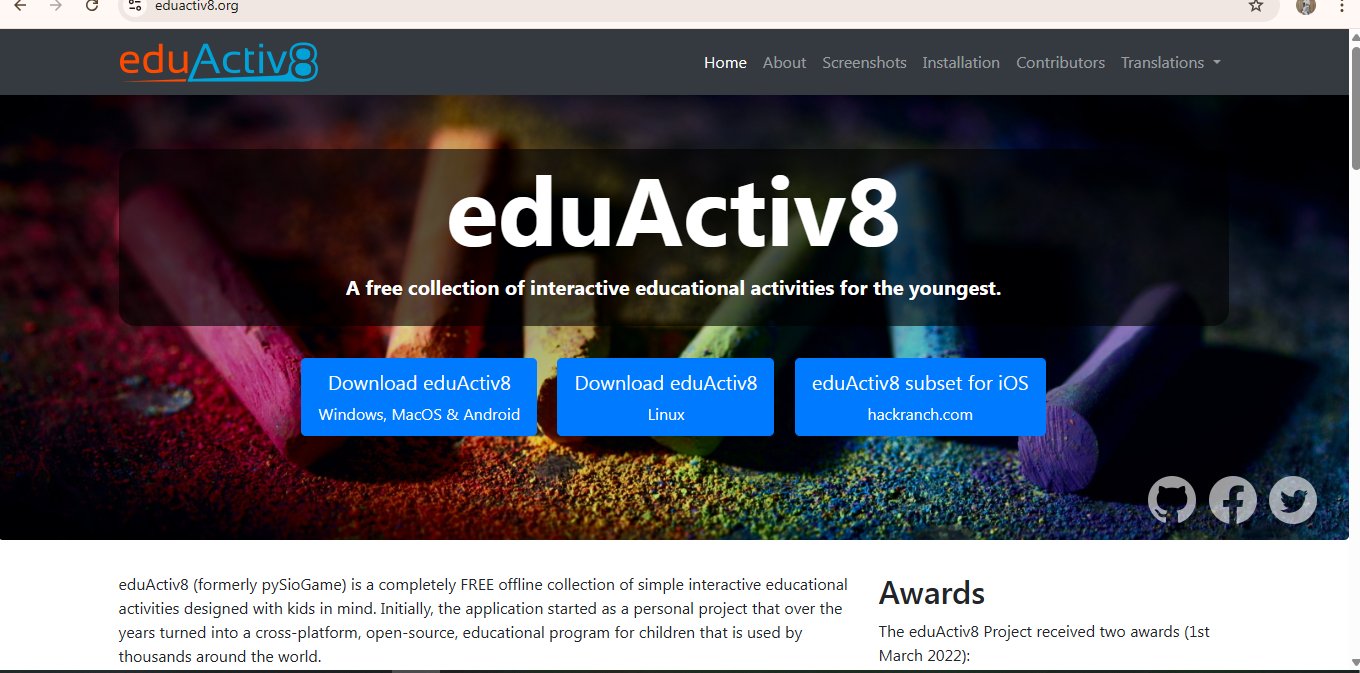 eduactiv8.org
eduActiv8
Home About Screenshots Installation Contributors Translations
eduActiv8
A free collection of interactive educational activities for the youngest.
Download eduActiv8
Windows, MacOS & Android
Download eduActiv8
Linux
eduActiv8 subset for iOS
hackranch.com
eduActiv8 (formerly pySioGame) is a completely FREE offline collection of simple interactive educational
activities designed with kids in mind. Initially, the application started as a personal project that over the
years turned into a cross-platform, open-source, educational program for children that is used by
thousands around the world.
Awards
The eduActiv8 Project received two awards (1st
March 2022):